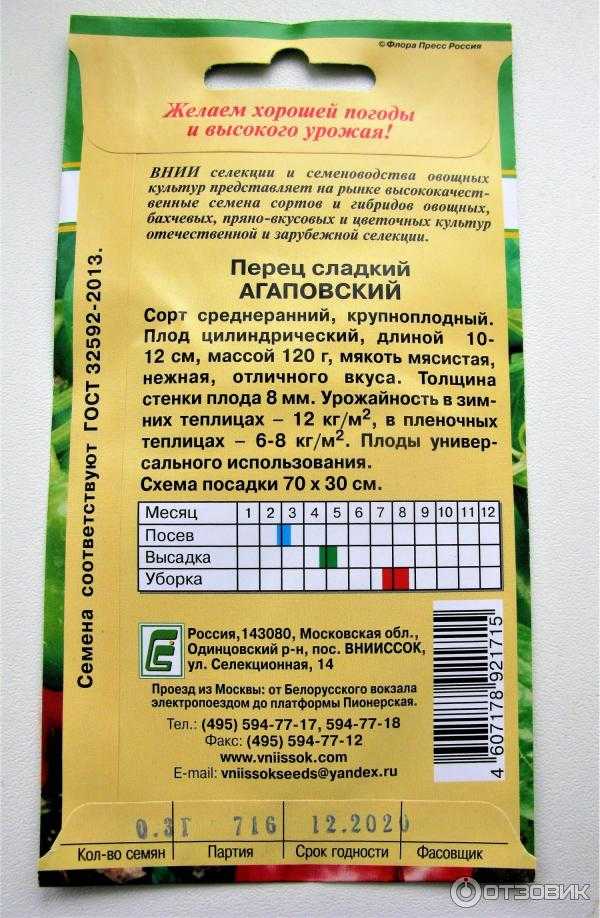 ©Флора Пресс Россия
Желаем хорошей погоды
и высокого урожая!
ВНИИ селекции и семеноводства овощных
культур представляет на рынке высококачест-
венные семена сортов и гибридов овощных,
бахчевых, пряно-вкусовых и цветочных культур
отечественной и зарубежной селекции.
Перец сладкий
АГАПОВСКИЙ
Сорт среднеранний, крупноплодный.
Плод цилиндрический, длиной 10-
12 см, массой 120 г, мякоть мясистая,
нежная, отличного вкуса. Толщина
стенки плода 8 мм. Урожайность в зим-
них теплицах – 12 кг/м², в пленочных
теплицах – 6-8 кг/м². Плоды универ-
сального использования.
Схема посадки 70 х 30 см.
Месяц 1 2 3 4 5 6 7 8 9 10 11 12
Посев
Высадка
Уборка
Семена соответствуют ГОСТ 32592-2013.
Россия,143080, Московская обл.,
Одинцовский р-н, пос. ВНИИССОК,
ул. Селекционная, 14
Проезд из Москвы: от Белорусского вокзала
электропоездом до платформы Пионерская.
Тел.: (495) 594-77-17, 594-77-18
Факс: (495) 594-77-12
www.vniissok.com
E-mail: vniissokseeds@yandex.ru
4 607178 921715
0.3Г 716 12.2020
Кол-во семян Партия Срок годности Фасовщик
ОТЗОВИК